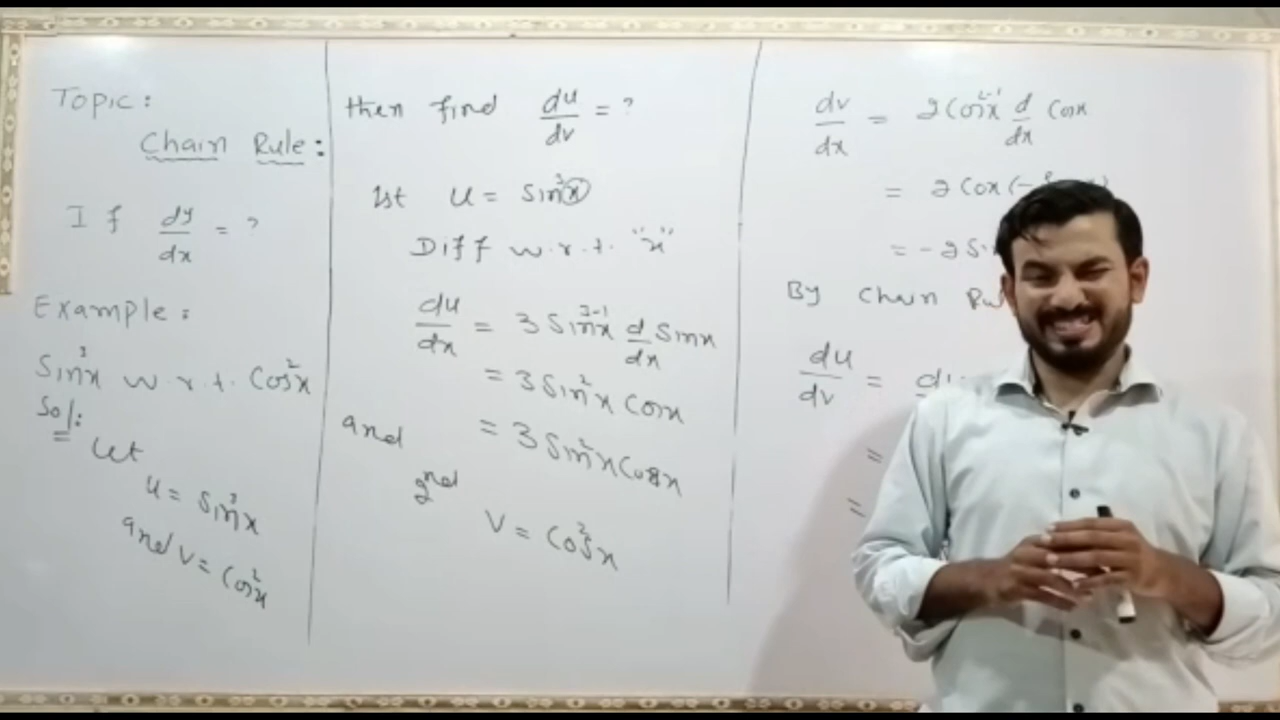 Topic:
Chain Rule:
If dy/dx = ?
Example:
Sin³x w.r.t. Cos²x
Sol:
Let
u = Sin³x
and v = Cos²x
then find du/dv = ?
1st u = Sin³x
Diff w.r.t. "x"
du/dx = 3 Sin³⁻¹x d/dx Sinx
= 3 Sin²x Cosx
= 3 Sin²x Cosx
and
2nd
v = Cos²x
dv/dx = 2 Cos²⁻¹x d/dx Cosx
= 2 Cox (-
= -2 S
By Chain
du/dv =
=
=